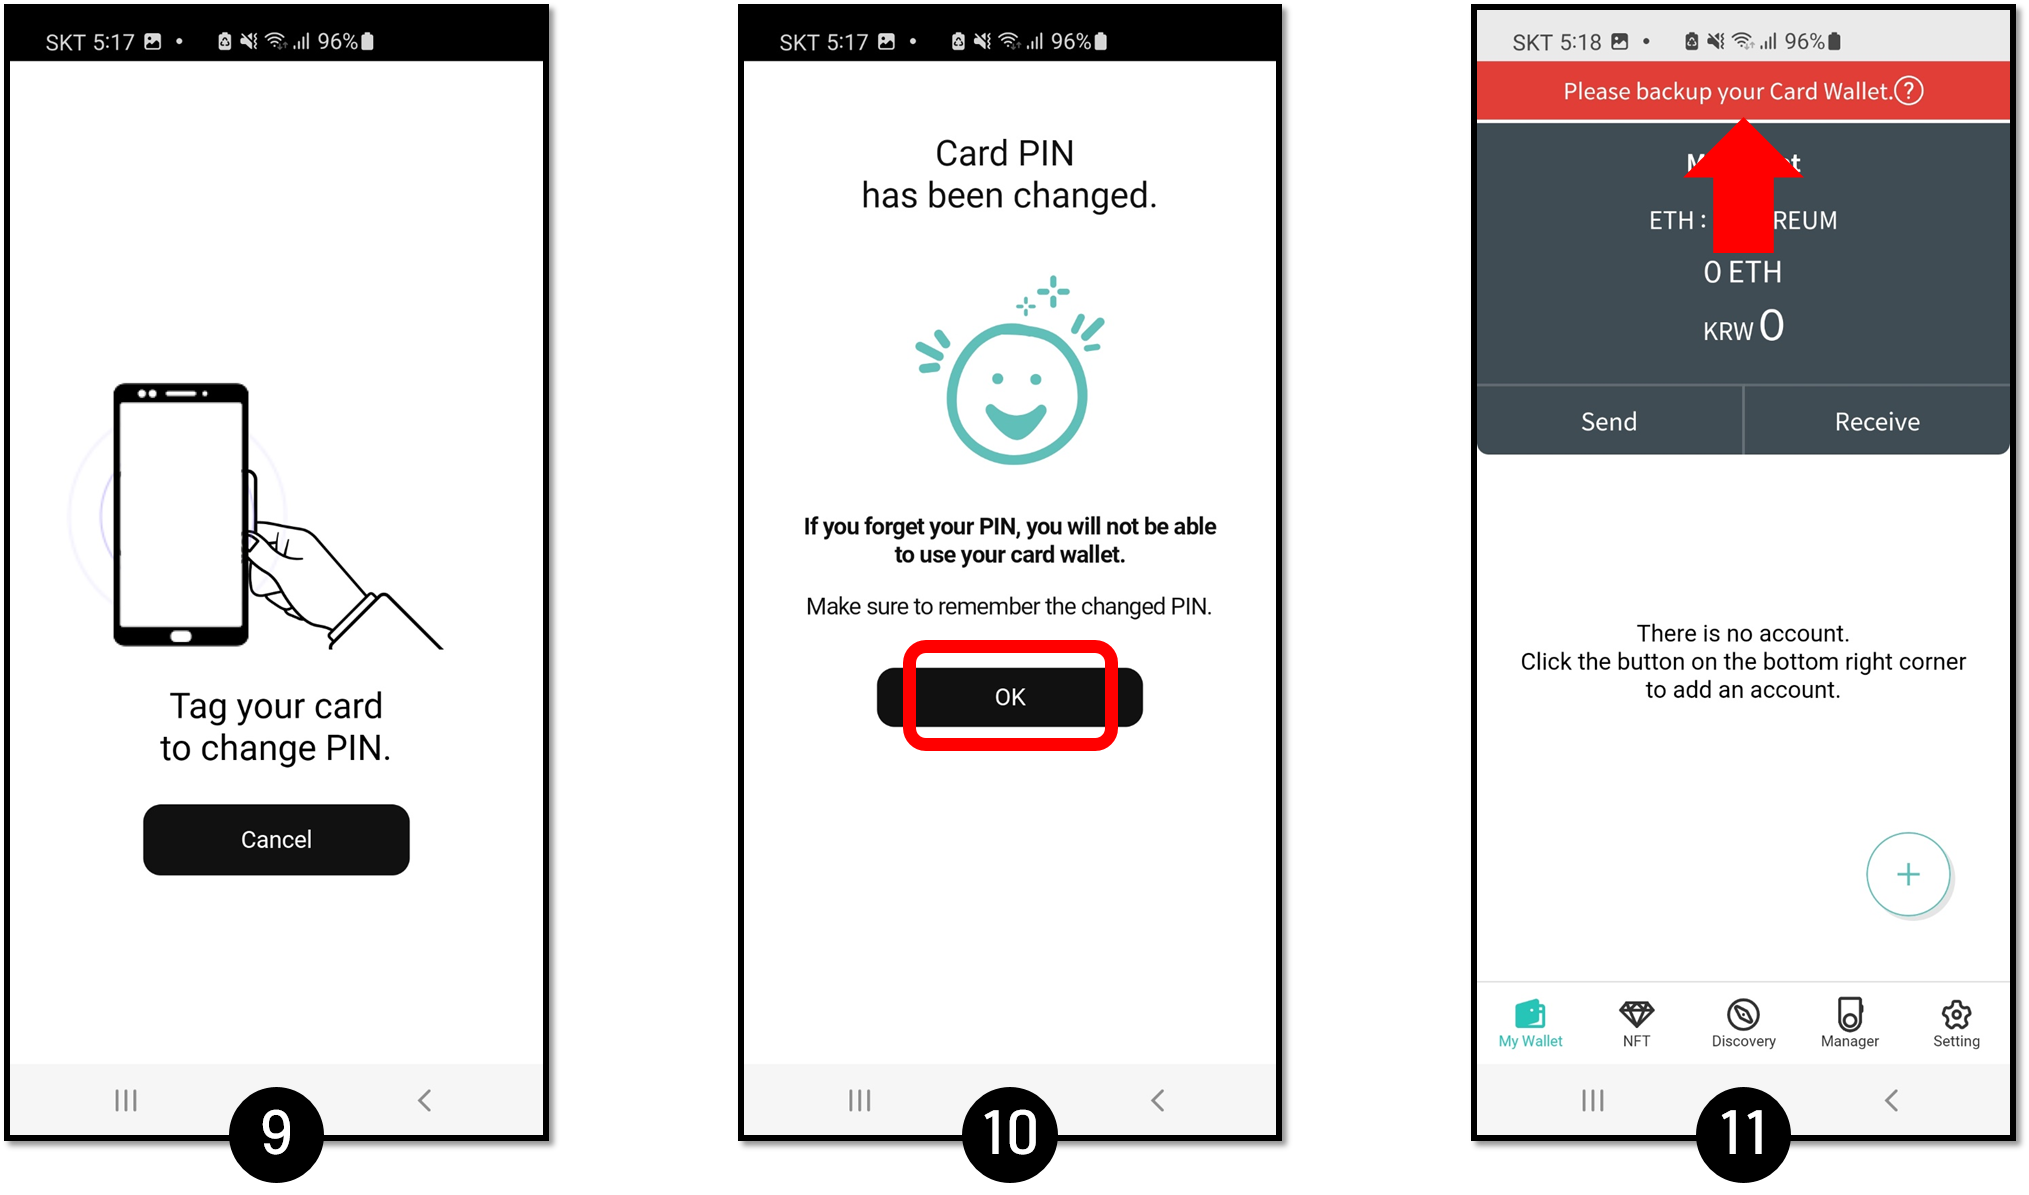 SKT 5:17
96%
Tag your card
to change PIN.
Cancel
9
SKT 5:17
96%
Card PIN
has been changed.
If you forget your PIN, you will not be able
to use your card wallet.
Make sure to remember the changed PIN.
OK
10
SKT 5:18
96%
Please backup your Card Wallet.?
ETH :
0 ETH
KRW 0
Send
Receive
There is no account.
Click the button on the bottom right corner
to add an account.
+
My Wallet
NFT
Discovery
Manager
Setting
11